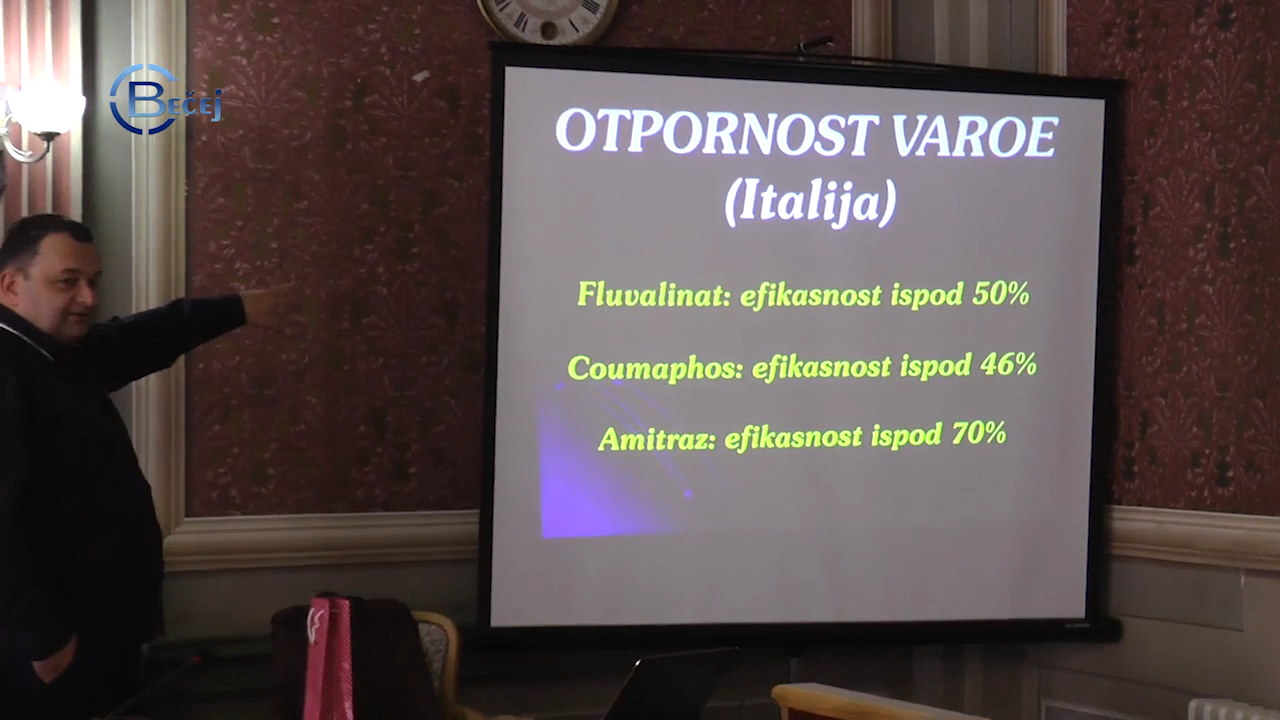 BEČEJ
OTPORNOST VAROE
(Italija)
Fluvalinat: efikasnost ispod 50%
Coumaphos: efikasnost ispod 46%
Amitraz: efikasnost ispod 70%